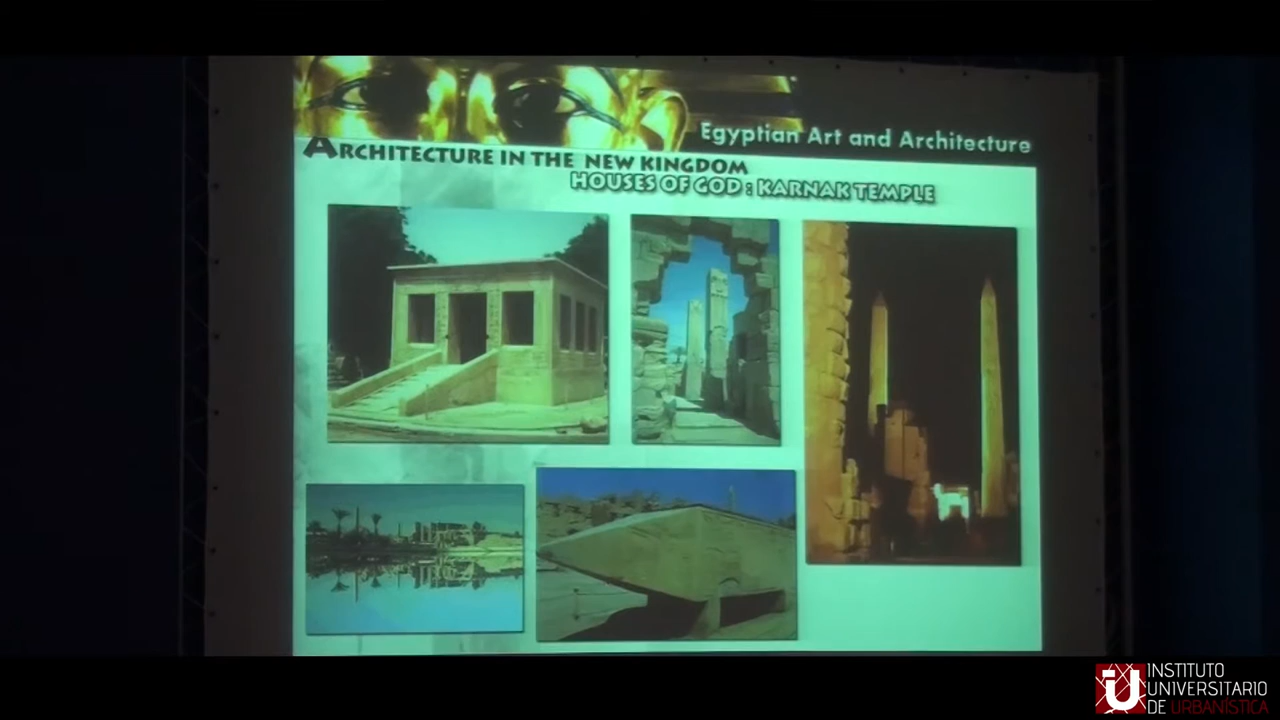 Egyptian Art and Architecture
ARCHITECTURE IN THE NEW KINGDOM
HOUSES OF GOD : KARNAK TEMPLE
INSTITUTO
UNIVERSITARIO
DE URBANÍSTICA